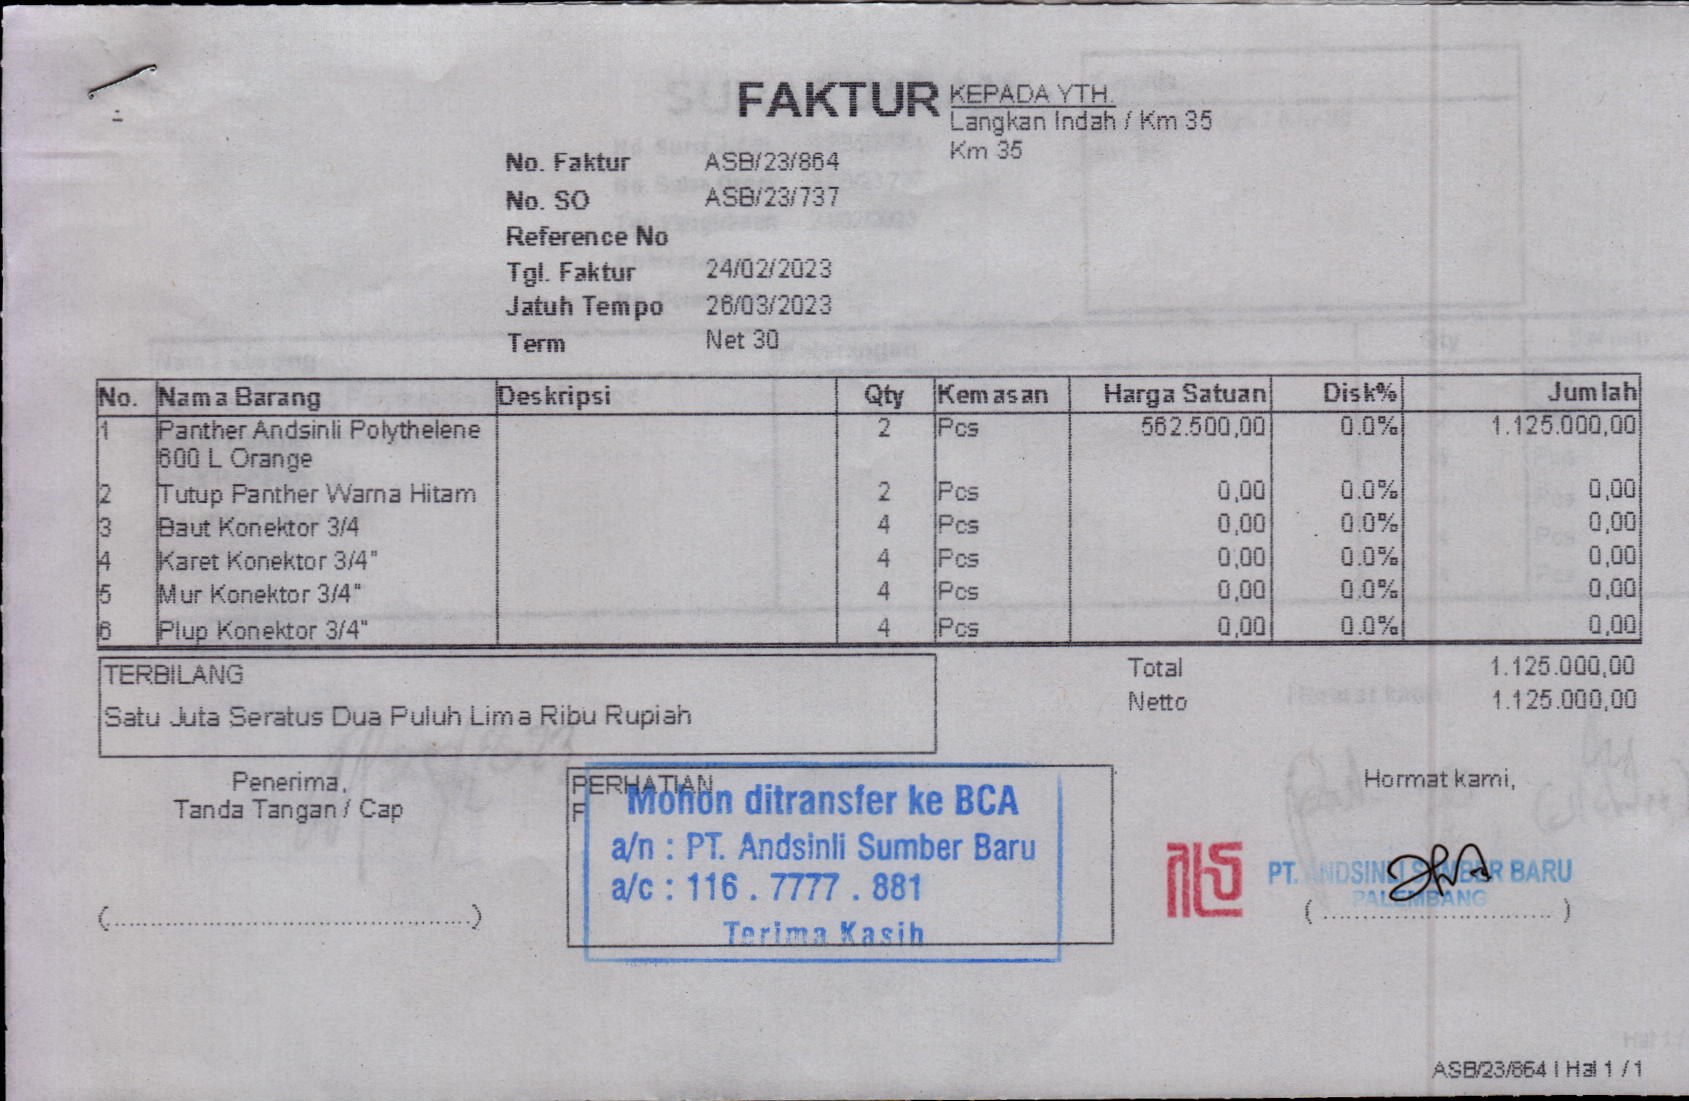 FAKTUR
KEPADA YTH.
Langkan Indah / Km 35
Km 35
No. Faktur ASB/23/864
No. SO ASB/23/737
Reference No
Tgl. Faktur 24/02/2023
Jatuh Tempo 26/03/2023
Term Net 30
No. Nama Barang Deskripsi Qty Kemasan Harga Satuan Disk% Jumlah
1 Panther Andsinli Polythelene 2 Pcs 562.500,00 0.0% 1.125.000,00
600 L Orange
2 Tutup Panther Warna Hitam 2 Pcs 0,00 0.0% 0,00
3 Baut Konektor 3/4 4 Pcs 0,00 0.0% 0,00
4 Karet Konektor 3/4" 4 Pcs 0,00 0.0% 0,00
5 Mur Konektor 3/4" 4 Pcs 0,00 0.0% 0,00
6 Plup Konektor 3/4" 4 Pcs 0,00 0.0% 0,00
TERBILANG
Satu Juta Seratus Dua Puluh Lima Ribu Rupiah
Total 1.125.000,00
Netto 1.125.000,00
Penerima,
Tanda Tangan / Cap
(........................................)
PERHATIAN
F
Mohon ditransfer ke BCA
a/n : PT. Andsinli Sumber Baru
a/c : 116 . 7777 . 881
Terima Kasih
Hormat kami,
PT. ANDSINLI SUMBER BARU
PALEMBANG
(..........................)
ASB/23/864 | Hal 1 / 1